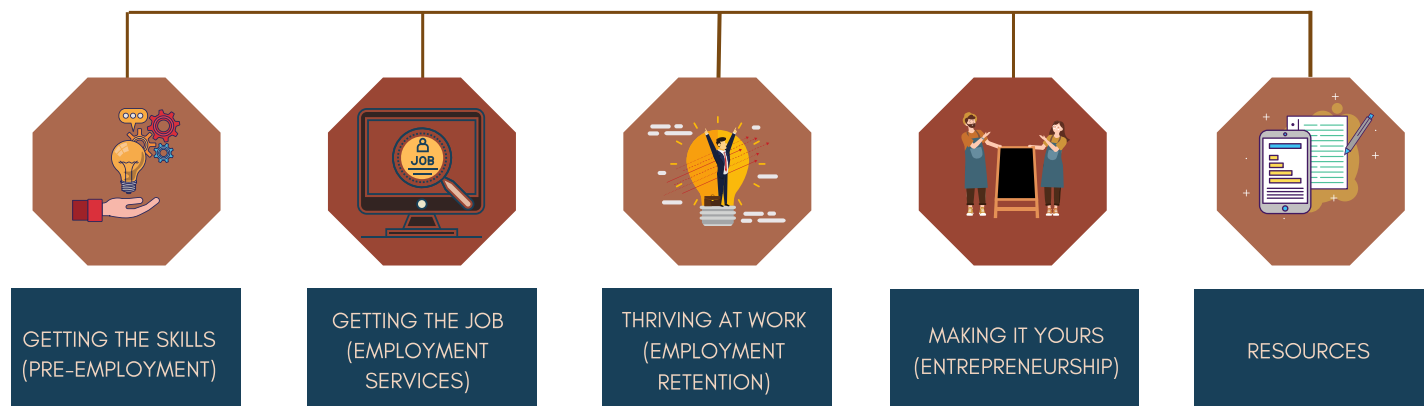 JOB
GETTING THE SKILLS
(PRE-EMPLOYMENT)
GETTING THE JOB
(EMPLOYMENT
SERVICES)
THRIVING AT WORK
(EMPLOYMENT
RETENTION)
MAKING IT YOURS
(ENTREPRENEURSHIP)
RESOURCES